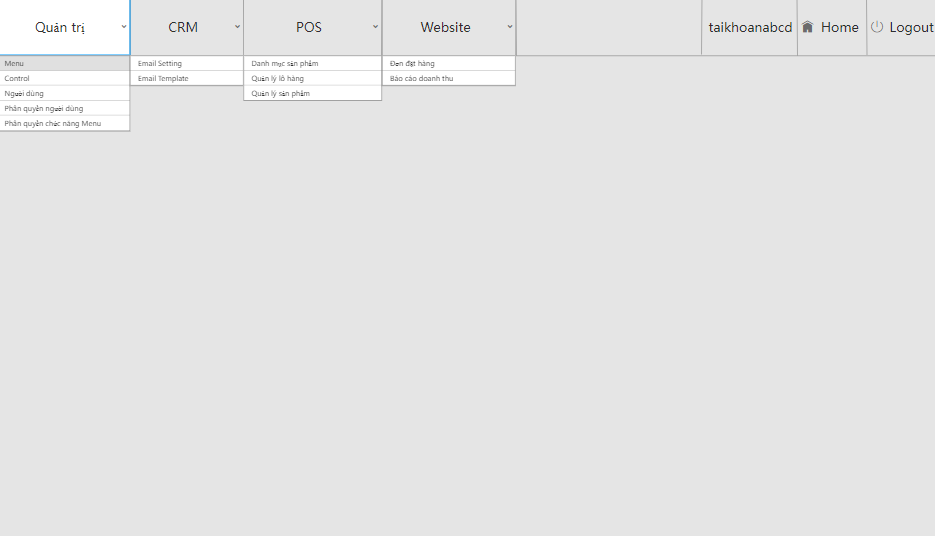 Quản trị
CRM
POS
Website
taikhoanabcd
Home
Logout
Menu
Control
Người dùng
Phân quyền người dùng
Phân quyền chức năng Menu
Email Setting
Email Template
Danh mục sản phẩm
Quản lý lô hàng
Quản lý sản phẩm
Đơn đặt hàng
Báo cáo doanh thu